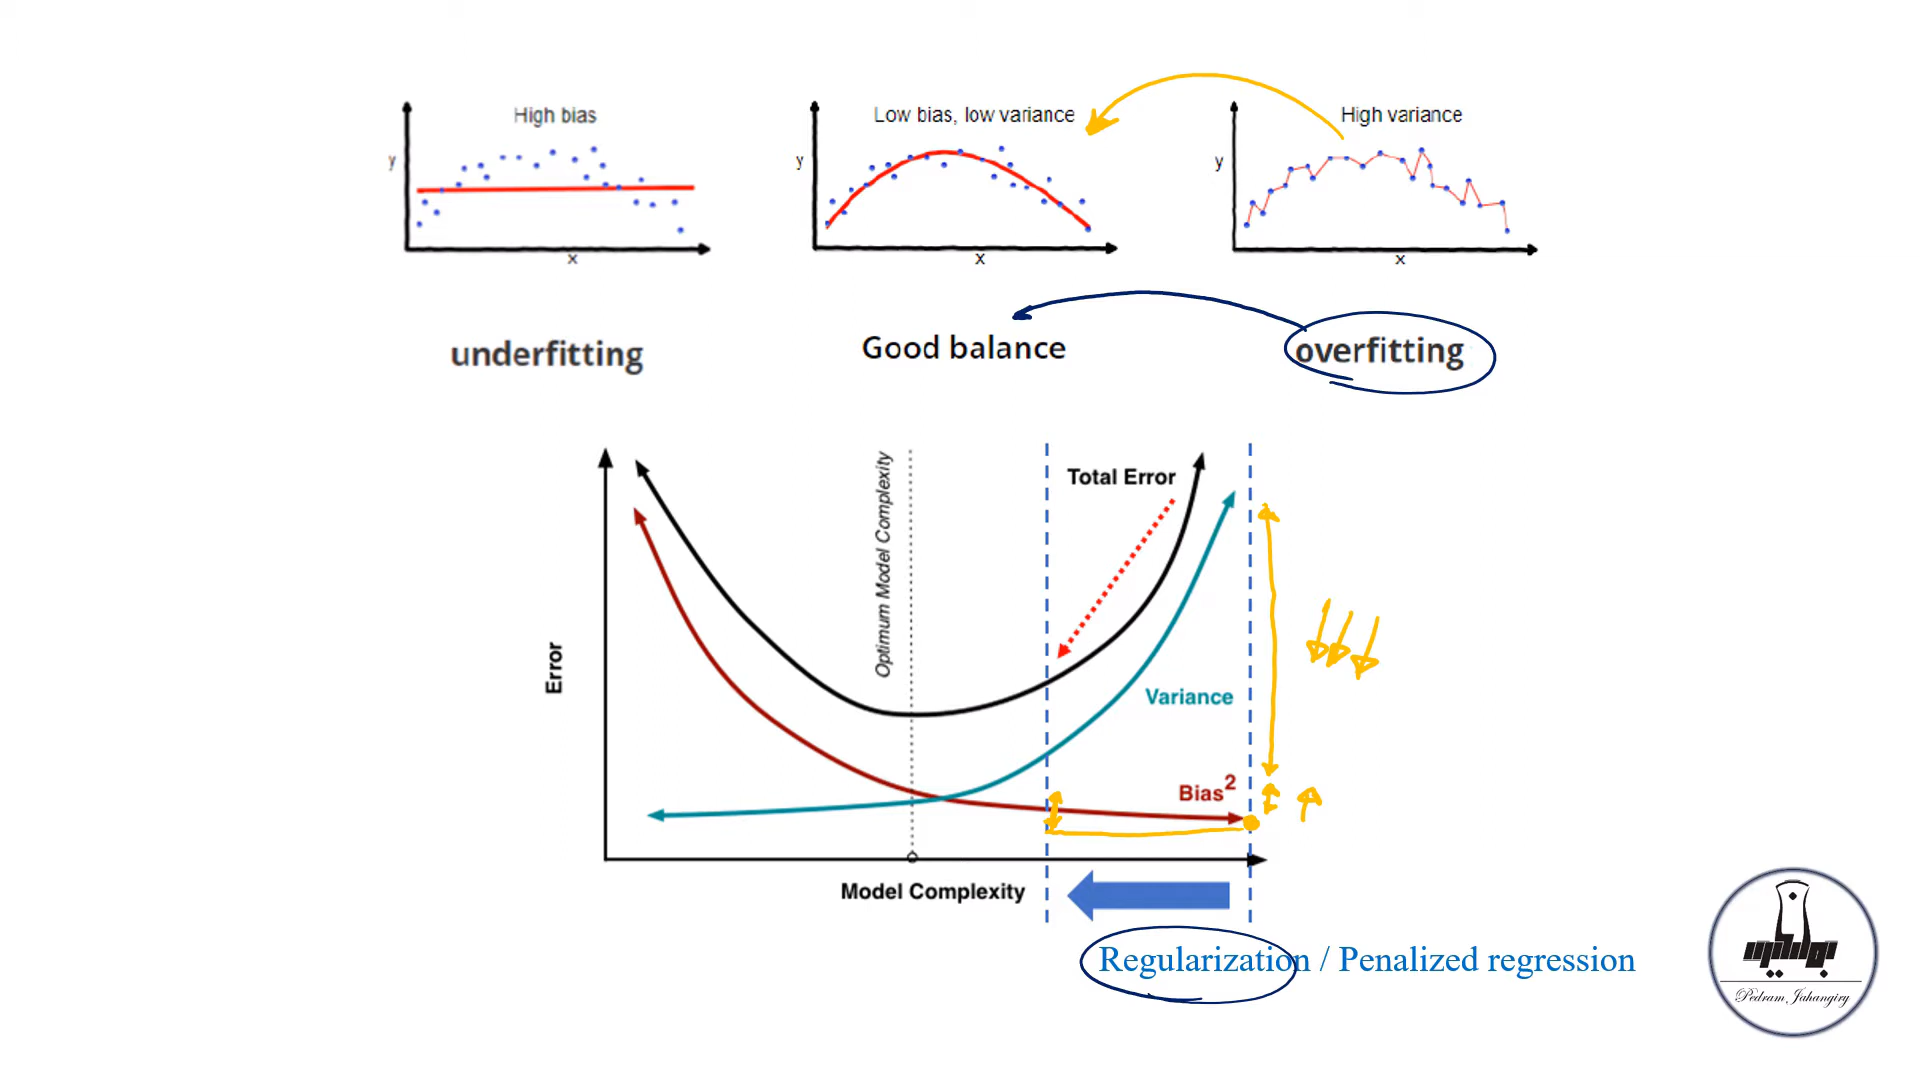 High bias
y
x
Low bias, low variance
y
x
High variance
y
x
underfitting
Good balance
overfitting
Error
Optimum Model Complexity
Total Error
Variance
Bias²
Model Complexity
Regularization / Penalized regression
Pedram Jahangiry